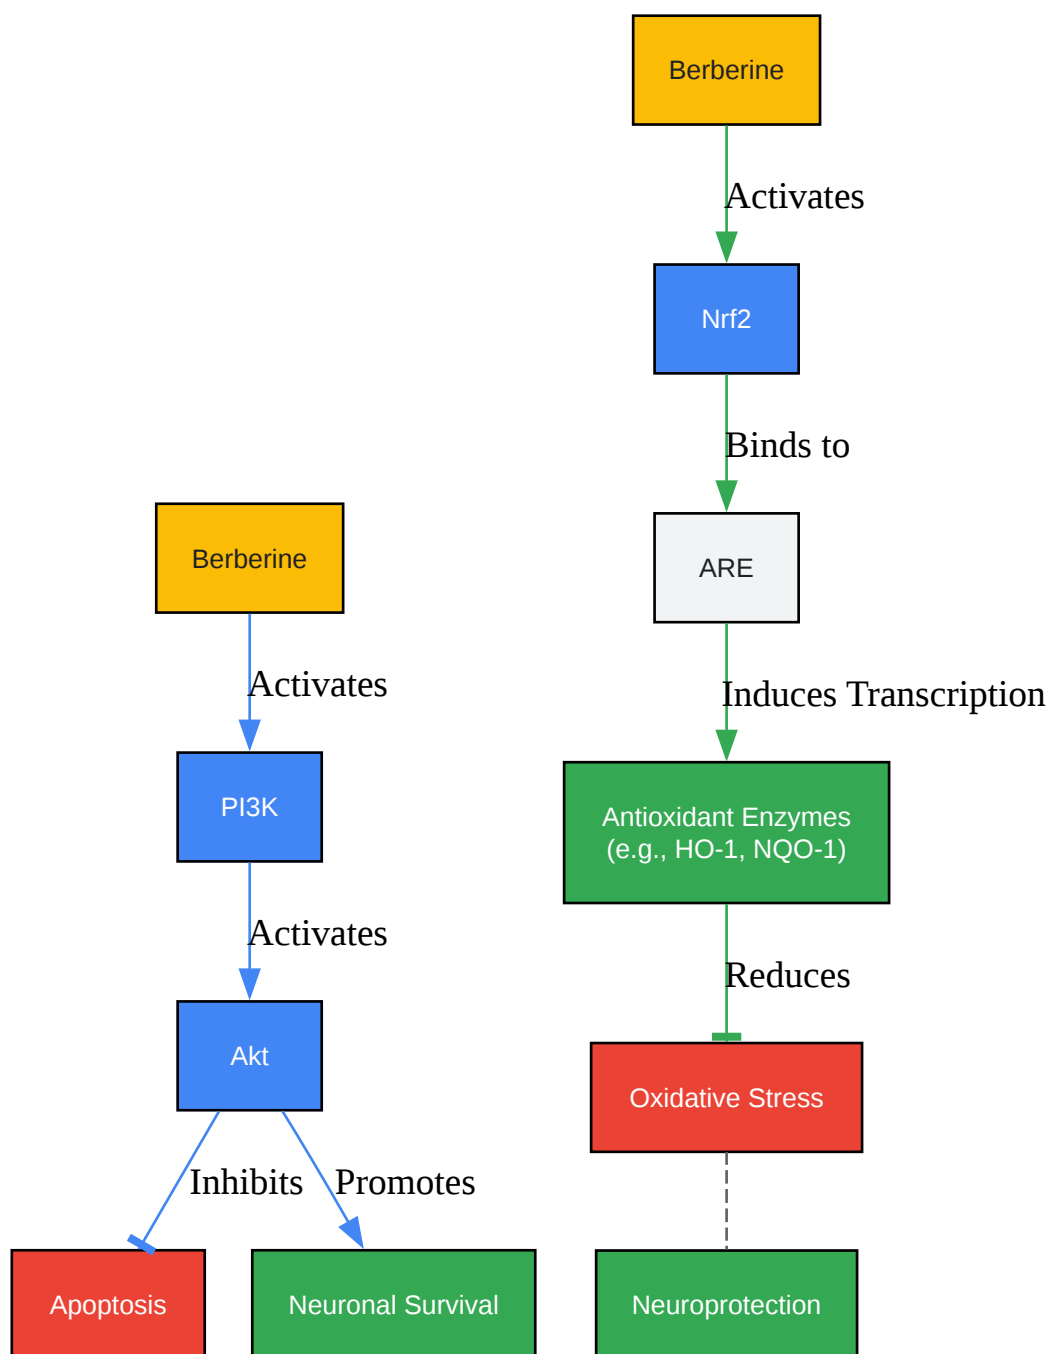 Berberine
Activates
Nrf2
Binds to
ARE
Induces Transcription
Antioxidant Enzymes
(e.g., HO-1, NQO-1)
Reduces
Oxidative Stress
Neuroprotection
Berberine
Activates
PI3K
Activates
Akt
Inhibits
Promotes
Apoptosis
Neuronal Survival